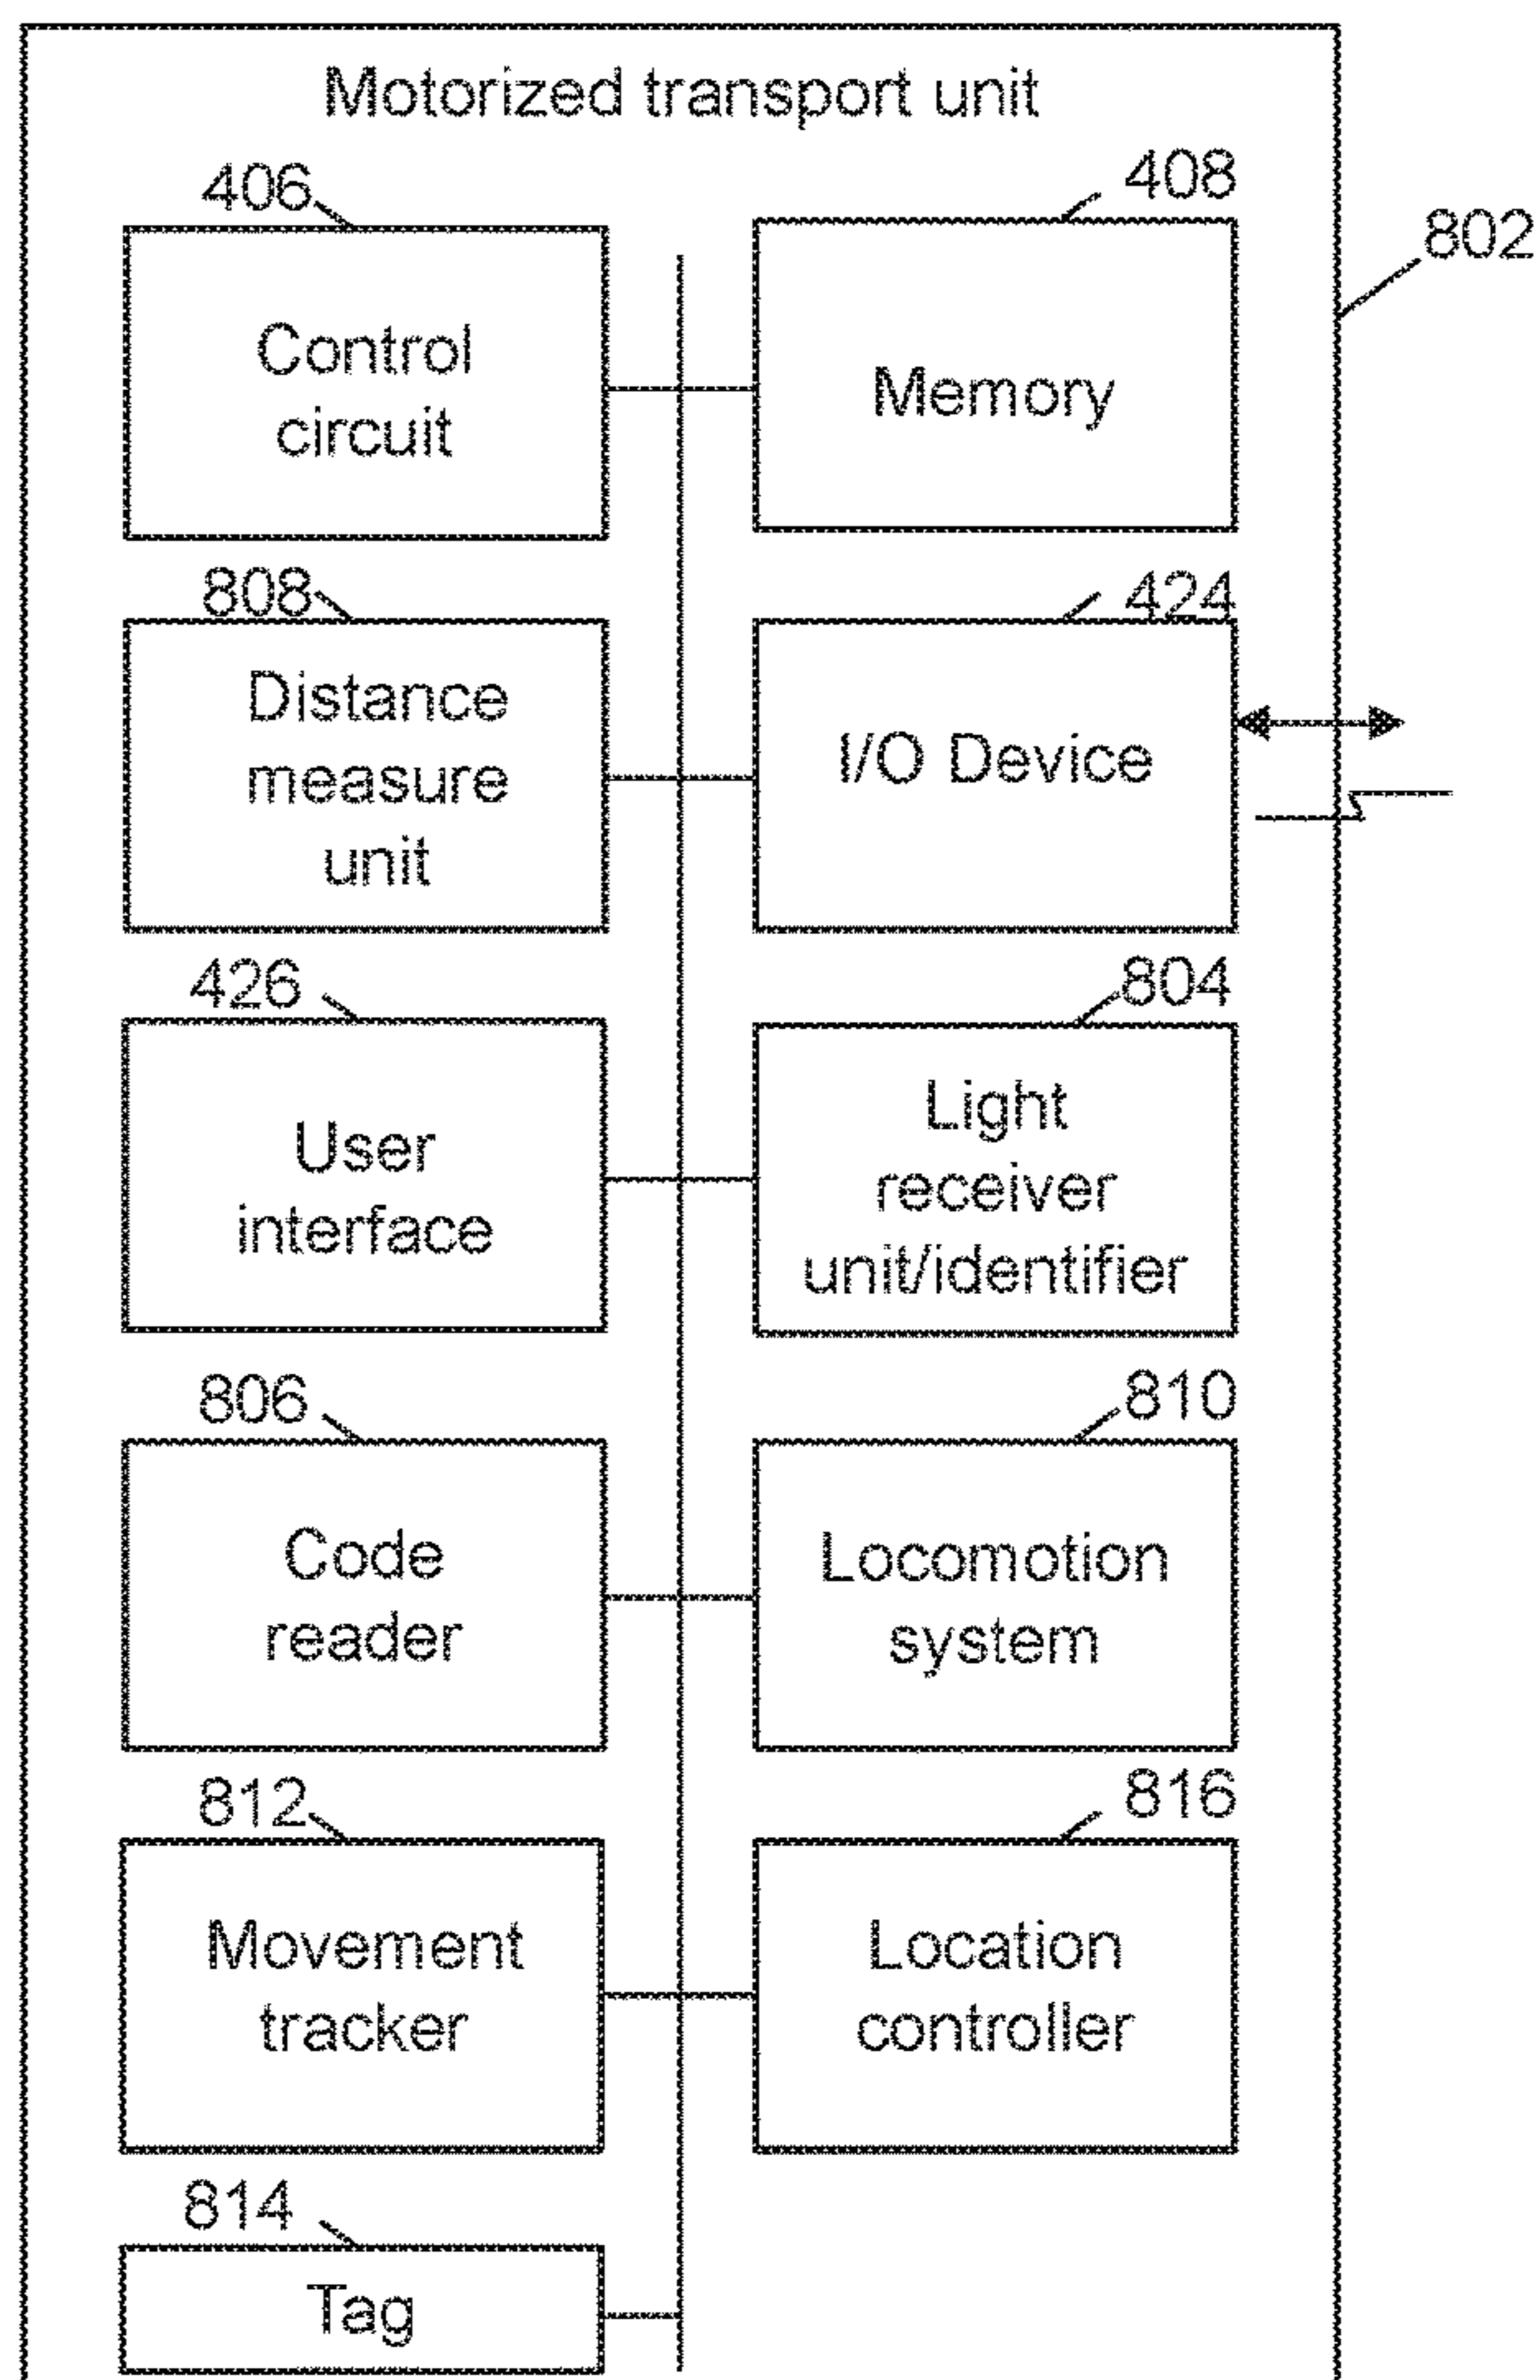 Motorized transport unit
406
408
802
Control
circuit
Memory
808
424
Distance
measure
unit
I/O Device
426
804
User
interface
Light
receiver
unit/identifier
806
810
Code
reader
Locomotion
system
812
816
Movement
tracker
Location
controller
814
Tag